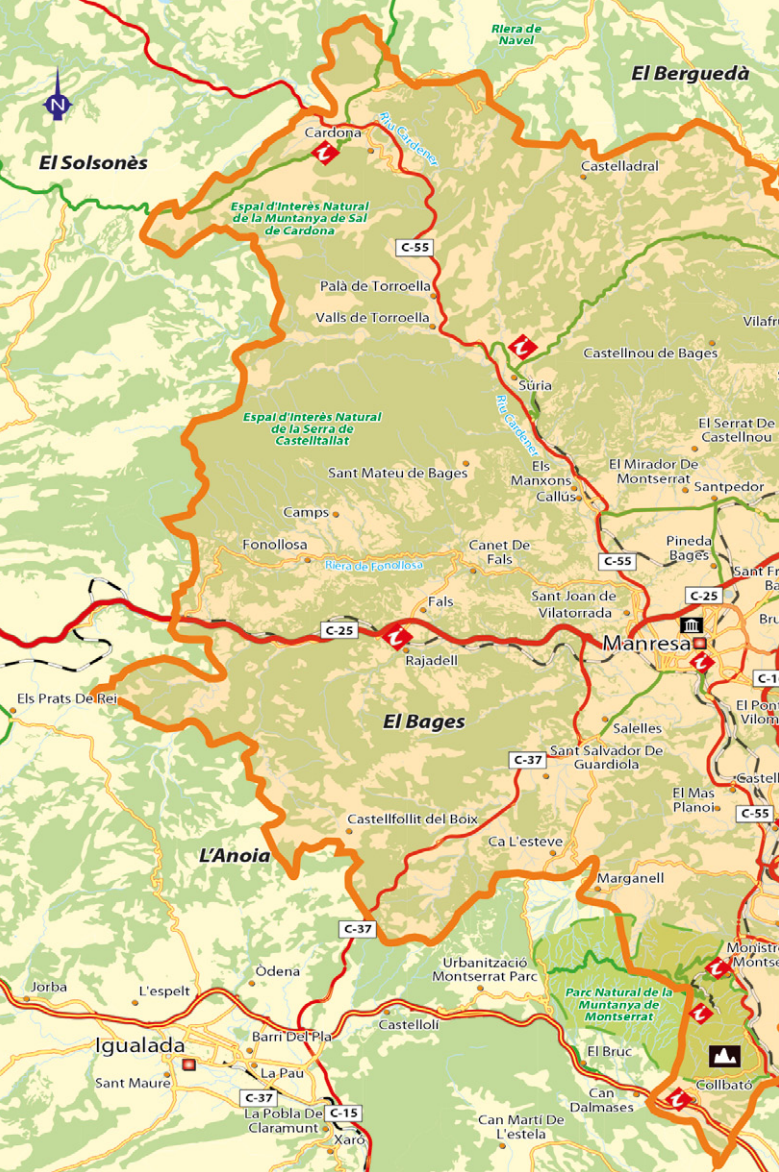 Riera de
Navel
El Berguedà
N
Cardona
Riu Cardener
El Solsonès
i
Castelladral
Espai d'Interès Natural
de la Muntanya de Sal
de Cardona
C-55
Palà de Torroella
Valls de Torroella
i
Castellnou de Bages
Súria
Riu Cardener
Espai d'Interès Natural
de la Serra de
Castelltallat
El Serrat De
Castellnou
Sant Mateu de Bages
Els
Manxons
Callús
El Mirador De
Montserrat
Santpedor
Camps
Fonollosa
Canet De
Fals
Riera de Fonollosa
Pineda
Bages
C-55
C-25
Sant Joan de
Vilatorrada
Fals
C-25
i
Manresa
i
Rajadell
Els Prats De Rei
El Bages
Salelles
C-37
Sant Salvador De
Guardiola
El Mas
Planoi
C-55
Castellfollit del Boix
Ca L'esteve
L'Anoia
Marganell
C-37
Urbanització
Montserrat Parc
Òdena
i
Jorba
L'espelt
Parc Natural de la
Muntanya de
Montserrat
i
Castellolí
Barri Del Pla
Igualada
El Bruc
La Pau
Sant Maure
Collbató
C-37
Can
Dalmases
i
La Pobla De
Claramunt
C-15
Can Martí De
L'estela
Xaró